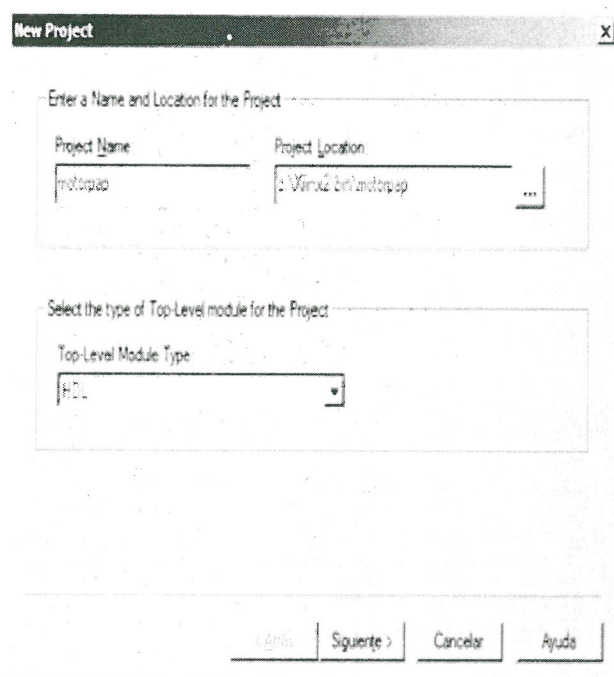 New Project
Enter a Name and Location for the Project
Project Name
Project Location:
motorpap
...
Select the type of Top-Level module for the Project
Top-Level Module Type
HDL
< Atrás
Siguiente >
Cancelar
Ayuda